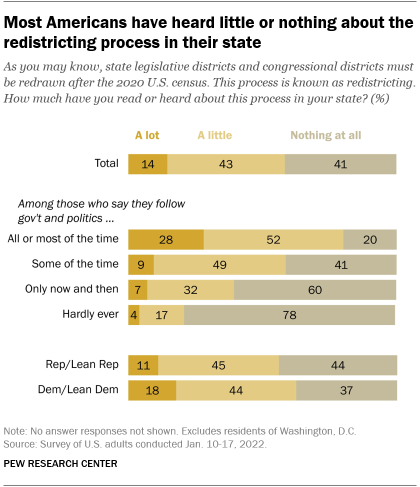 Most Americans have heard little or nothing about the
redistricting process in their state
As you may know, state legislative districts and congressional districts must
be redrawn after the 2020 U.S. census. This process is known as redistricting.
How much have you read or heard about this process in your state? (%)
A lot A little Nothing at all
Total 14 43 41
Among those who say they follow
gov't and politics ...
All or most of the time 28 52 20
Some of the time 9 49 41
Only now and then 7 32 60
Hardly ever 4 17 78
Rep/Lean Rep 11 45 44
Dem/Lean Dem 18 44 37
Note: No answer responses not shown. Excludes residents of Washington, D.C.
Source: Survey of U.S. adults conducted Jan. 10-17, 2022.
PEW RESEARCH CENTER